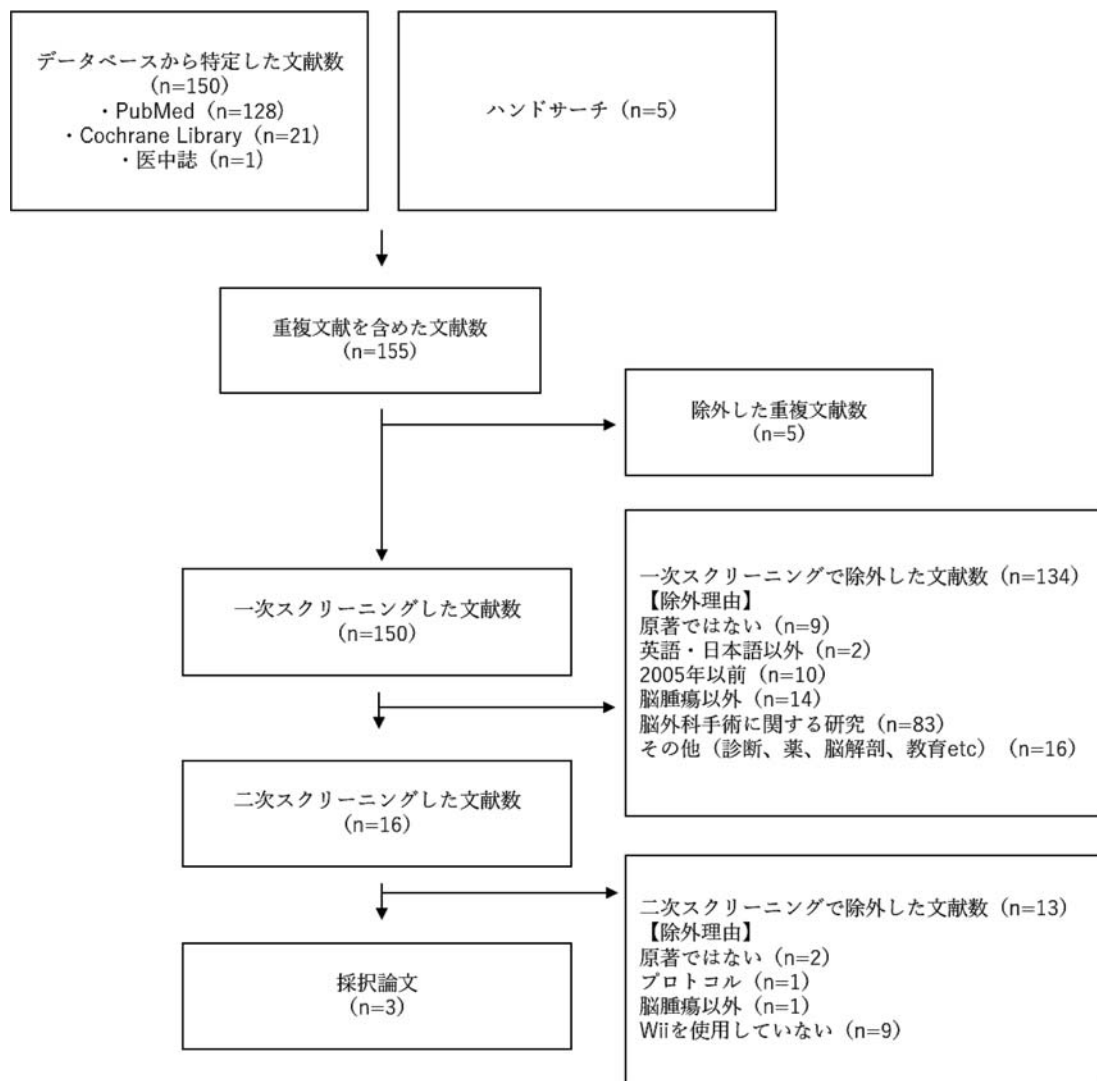 データベースから特定した文献数
(n=150)
・PubMed(n=128)
・Cochrane Library(n=21)
・医中誌(n=1)
ハンドサーチ(n=5)
重複文献を含めた文献数
(n=155)
除外した重複文献数
(n=5)
一次スクリーニングした文献数
(n=150)
一次スクリーニングで除外した文献数(n=134)
【除外理由】
原著ではない(n=9)
英語・日本語以外(n=2)
2005年以前(n=10)
脳腫瘍以外(n=14)
脳外科手術に関する研究(n=83)
その他(診断、薬、脳解剖、教育etc)(n=16)
二次スクリーニングした文献数
(n=16)
二次スクリーニングで除外した文献数(n=13)
【除外理由】
原著ではない(n=2)
プロトコル(n=1)
脳腫瘍以外(n=1)
Wiiを使用していない(n=9)
採択論文
(n=3)